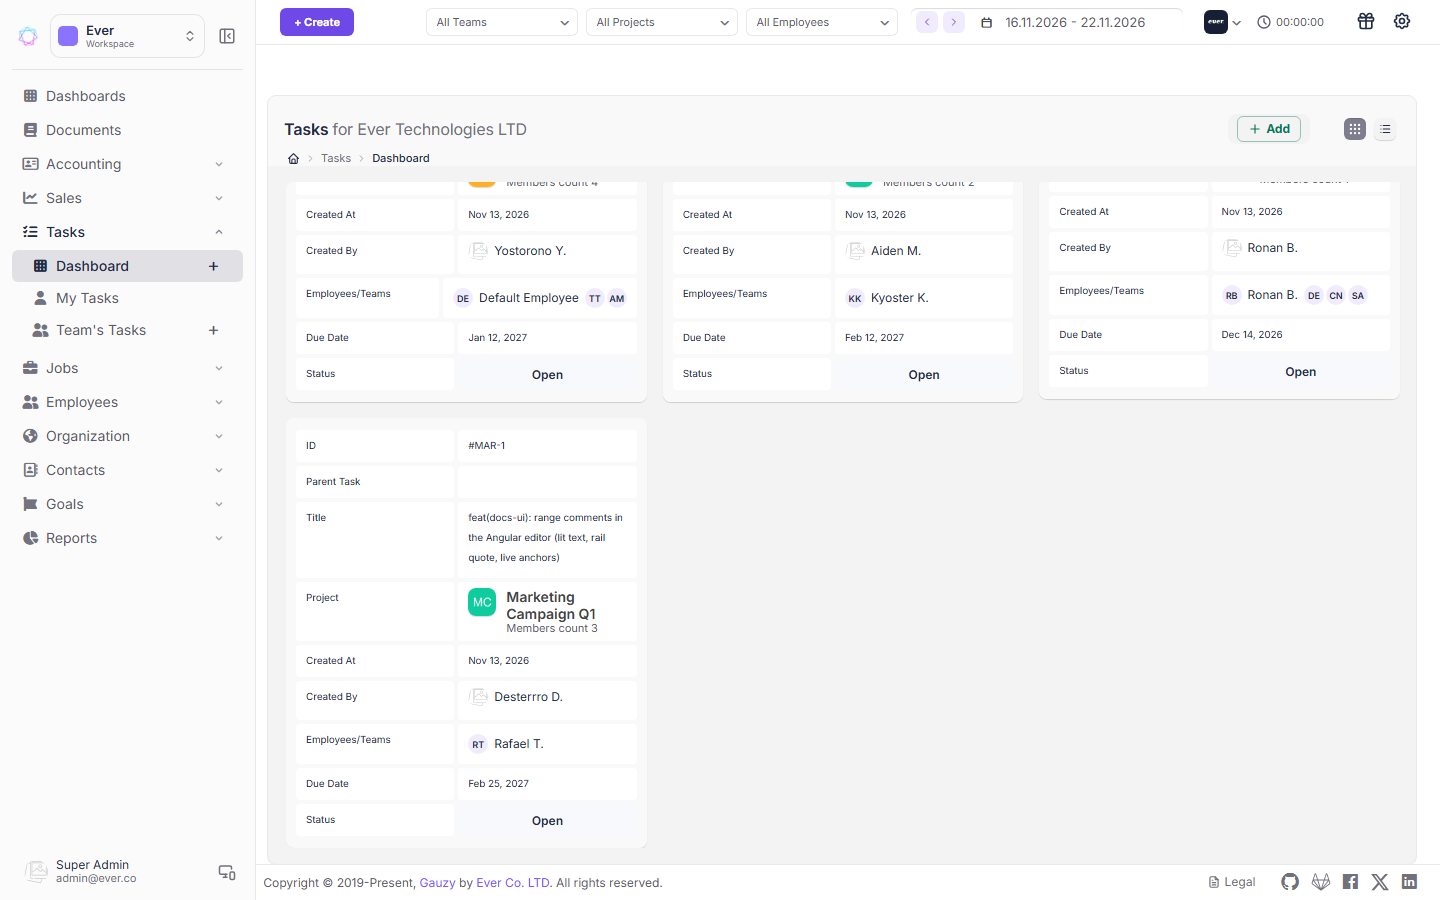 Ever
Workspace
+ Create
All Teams
All Projects
All Employees
16.11.2026 - 22.11.2026
ever
00:00:00
Dashboards
Documents
Accounting
Sales
Tasks
Dashboard
My Tasks
Team's Tasks
Jobs
Employees
Organization
Contacts
Goals
Reports
Super Admin
admin@ever.co
Tasks for Ever Technologies LTD
Add
Tasks
Dashboard
Members count 4
Created At
Nov 13, 2026
Created By
Yostorono Y.
Employees/Teams
DE Default Employee TT AM
Due Date
Jan 12, 2027
Status
Open
Members count 2
Created At
Nov 13, 2026
Created By
Aiden M.
Employees/Teams
KK Kyoster K.
Due Date
Feb 12, 2027
Status
Open
Created At
Nov 13, 2026
Created By
Ronan B.
Employees/Teams
RB Ronan B. DE CN SA
Due Date
Dec 14, 2026
Status
Open
ID
#MAR-1
Parent Task
Title
feat(docs-ui): range comments in
the Angular editor (lit text, rail
quote, live anchors)
Project
MC
Marketing
Campaign Q1
Members count 3
Created At
Nov 13, 2026
Created By
Desterrro D.
Employees/Teams
RT Rafael T.
Due Date
Feb 25, 2027
Status
Open
Copyright © 2019-Present, Gauzy by Ever Co. LTD. All rights reserved.
Legal